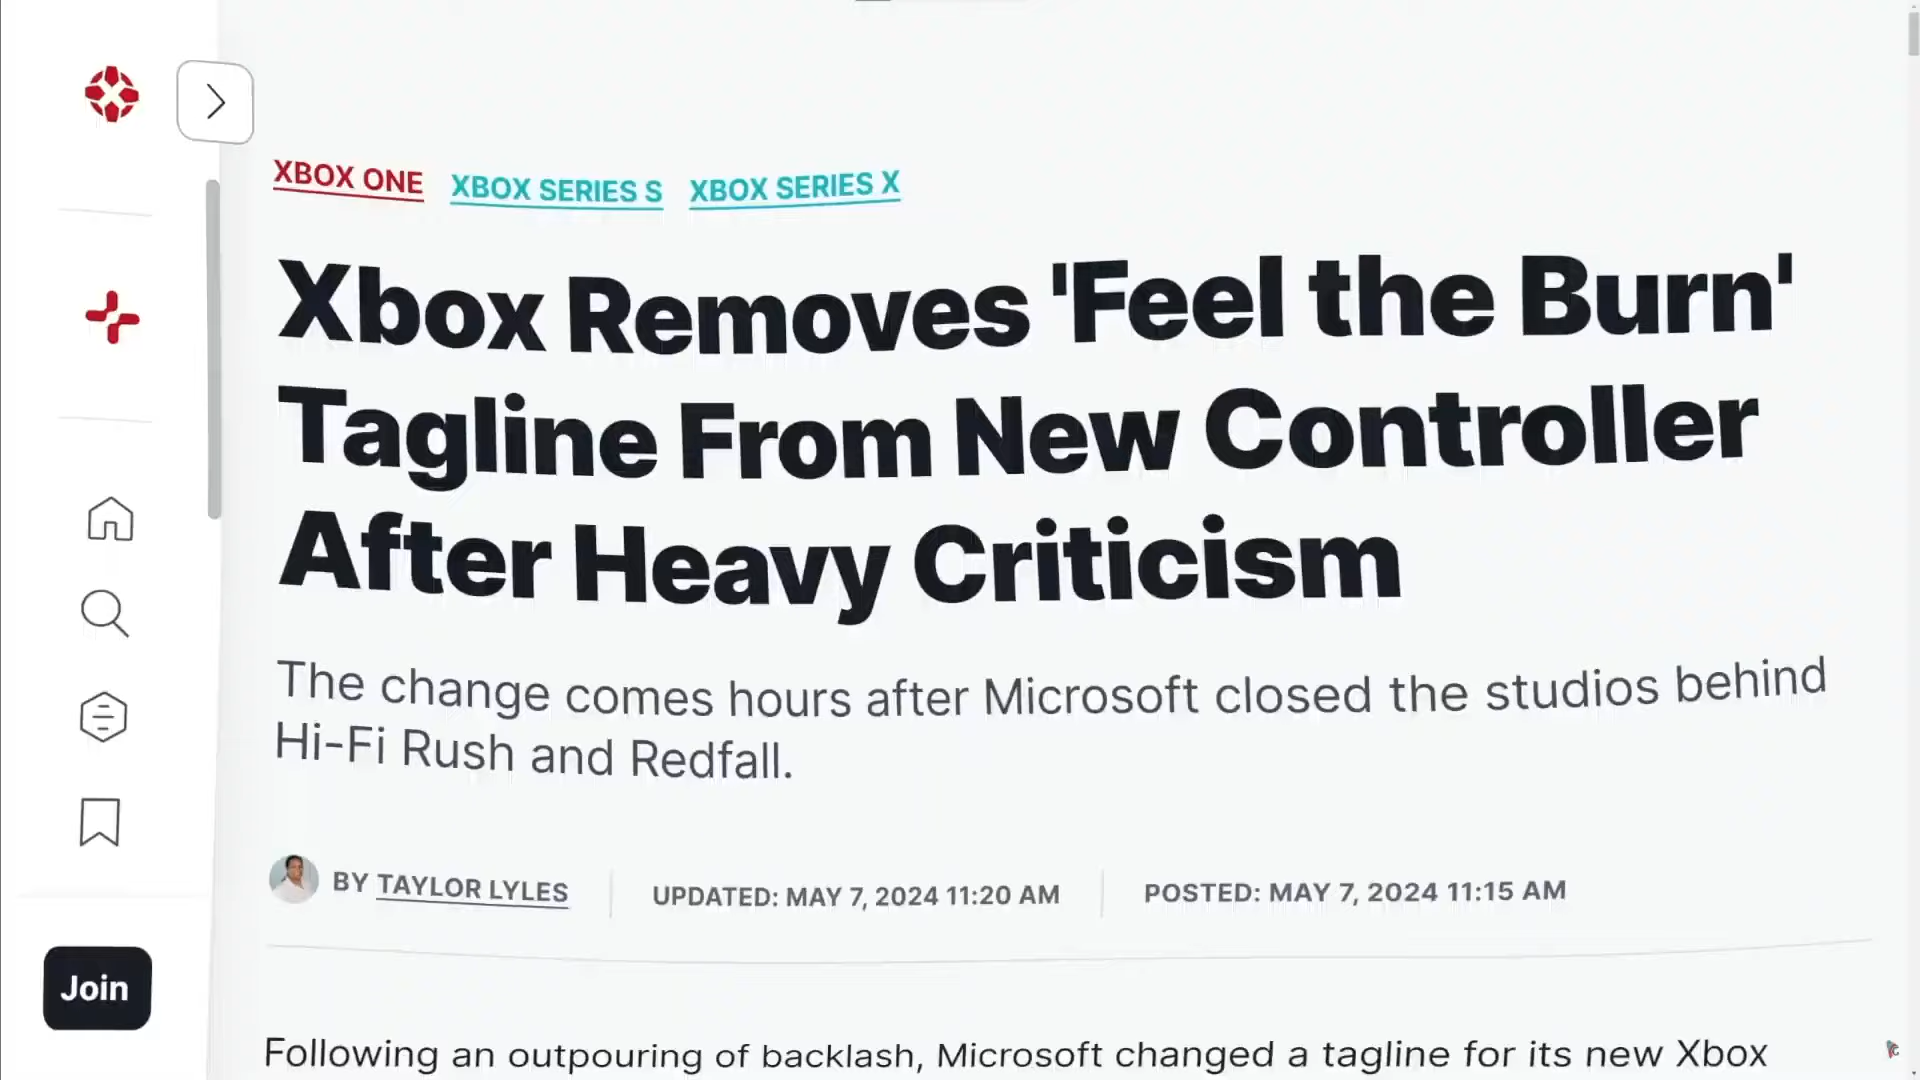 XBOX ONE XBOX SERIES S XBOX SERIES X
Xbox Removes 'Feel the Burn'
Tagline From New Controller
After Heavy Criticism
The change comes hours after Microsoft closed the studios behind
Hi-Fi Rush and Redfall.
BY TAYLOR LYLES
UPDATED: MAY 7, 2024 11:20 AM
POSTED: MAY 7, 2024 11:15 AM
Join
Following an outpouring of backlash, Microsoft changed a tagline for its new Xbox